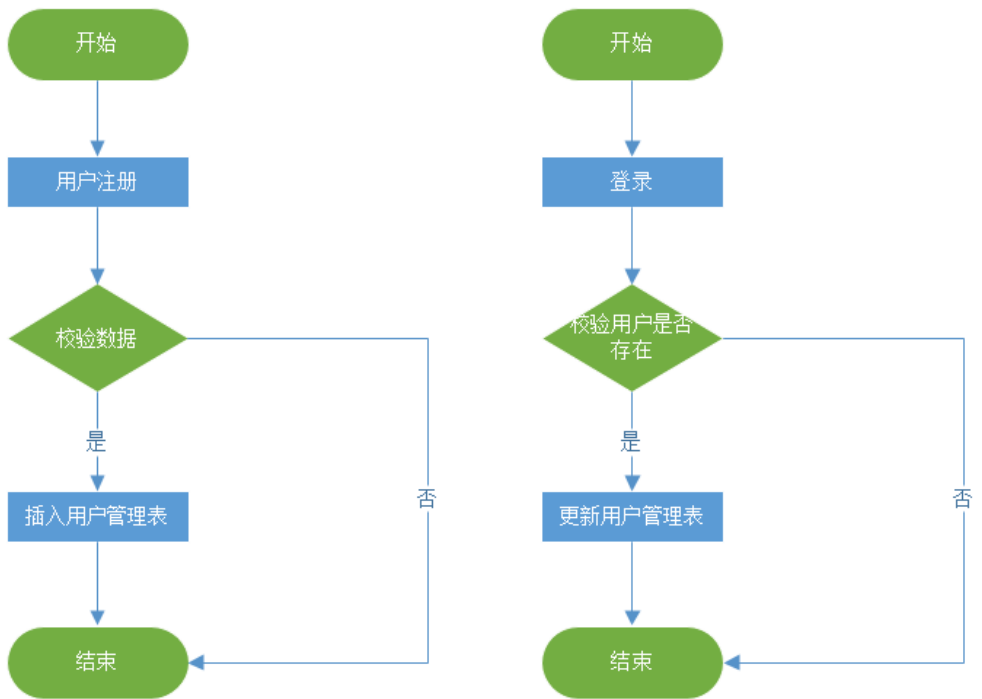 开始
用户注册
校验数据
是
否
插入用户管理表
结束
开始
登录
校验用户是否
存在
是
否
更新用户管理表
结束